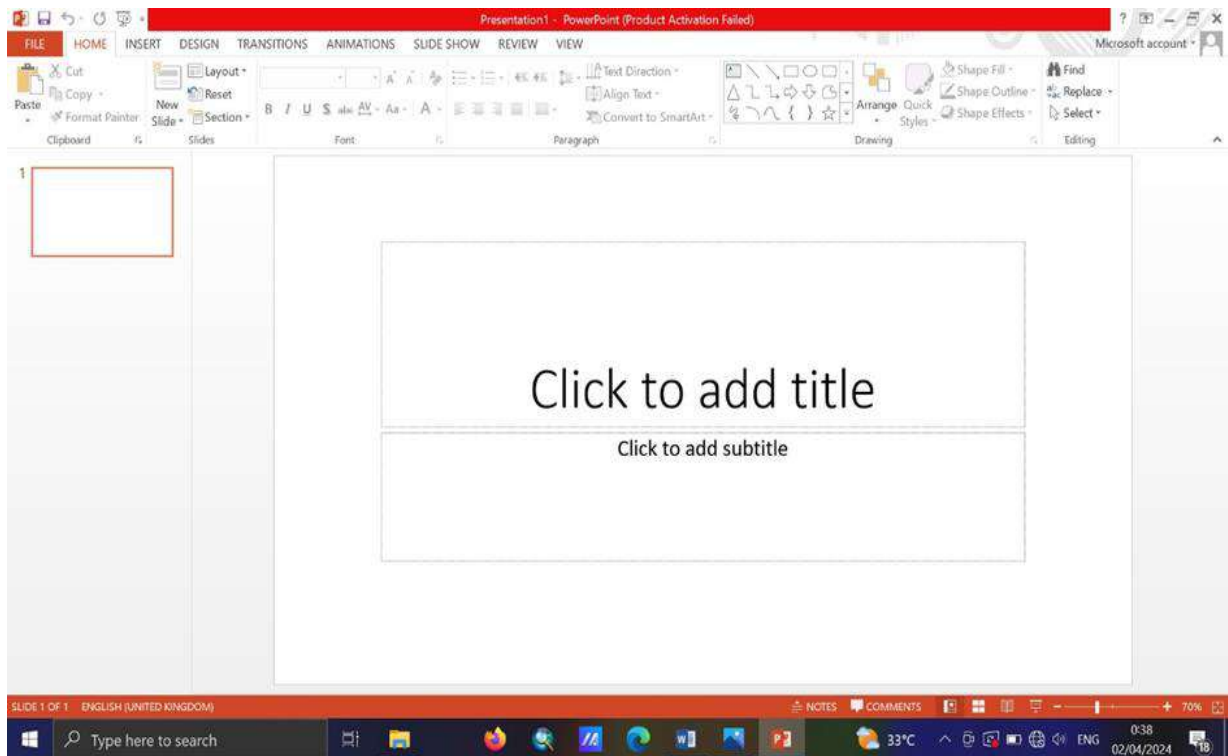 Presentation1 - PowerPoint (Product Activation Failed)
FILE HOME INSERT DESIGN TRANSITIONS ANIMATIONS SLIDE SHOW REVIEW VIEW Microsoft account
Paste
Cut
Copy
Format Painter
Clipboard
New Slide
Layout
Reset
Section
Slides
B I U S abc AV Aa A
Font
Text Direction
Align Text
Convert to SmartArt
Paragraph
Arrange
Quick Styles
Shape Fill
Shape Outline
Shape Effects
Drawing
Find
Replace
Select
Editing
1
Click to add title
Click to add subtitle
SLIDE 1 OF 1 ENGLISH (UNITED KINGDOM) NOTES COMMENTS 70%
Type here to search 33°C ENG 0:38
02/04/2024 18